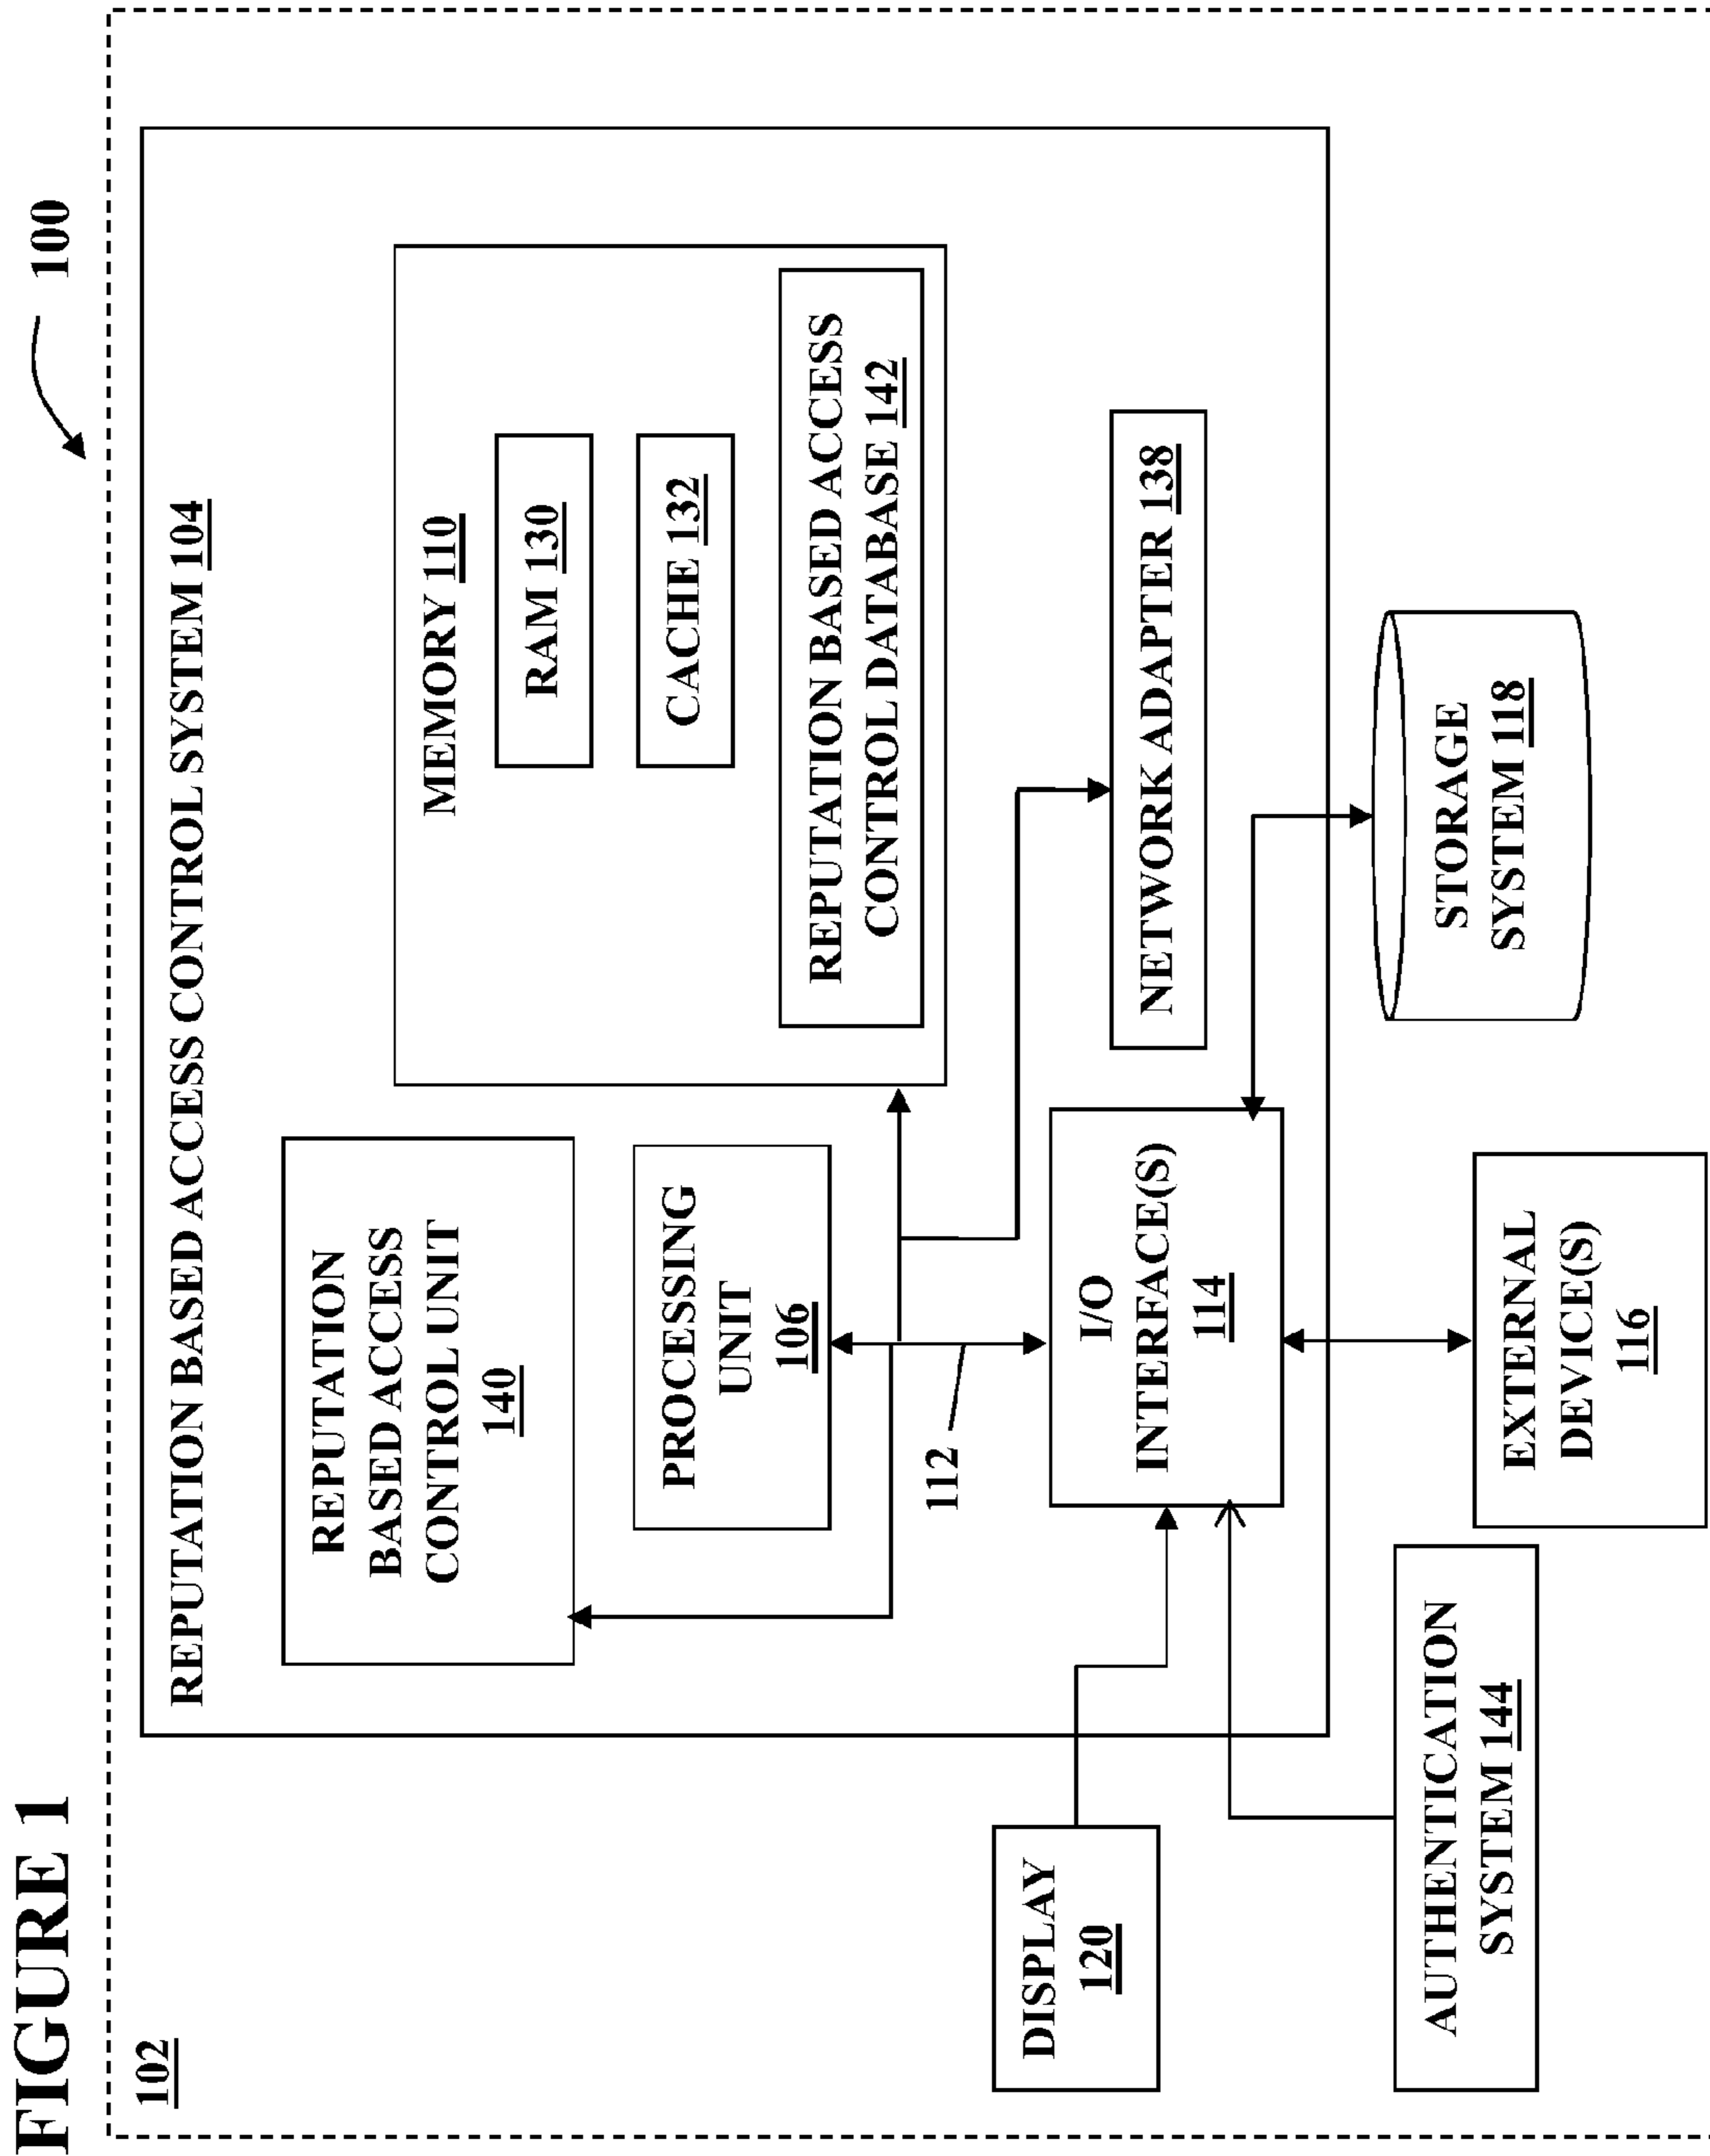 FIGURE 1
100
102
REPUTATION BASED ACCESS CONTROL SYSTEM 104
REPUTATION
BASED ACCESS
CONTROL UNIT
140
MEMORY 110
RAM 130
CACHE 132
REPUTATION BASED ACCESS
CONTROL DATABASE 142
PROCESSING
UNIT
106
112
I/O
INTERFACE(S)
114
NETWORK ADAPTER 138
DISPLAY
120
AUTHENTICATION
SYSTEM 144
EXTERNAL
DEVICE(S)
116
STORAGE
SYSTEM 118